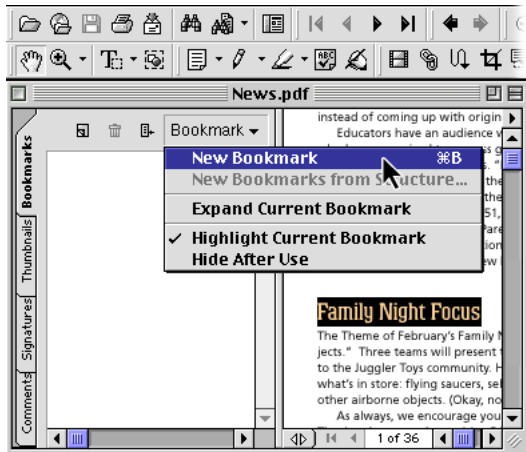 News.pdf
Bookmarks
Thumbnails
Signatures
Comments
Bookmark
New Bookmark ⌘B
New Bookmarks from Structure...
Expand Current Bookmark
✓ Highlight Current Bookmark
Hide After Use
instead of coming up with origin
Educators have an audience
51,
Family Night Focus
The Theme of February's Family
jects." Three teams will present
to the Juggler Toys community.
what's in store: flying saucers, sel
other airborne objects. (Okay, no
As always, we encourage you
1 of 36